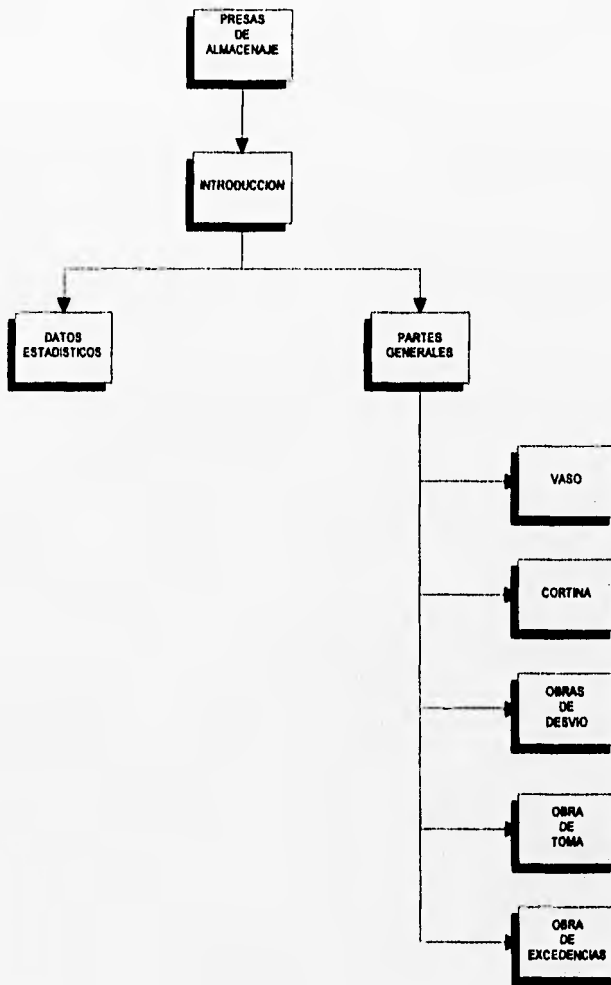 PRESAS
DE
ALMACENAJE
INTRODUCCION
DATOS
ESTADISTICOS
PARTES
GENERALES
VASO
CORTINA
OBRAS
DE
DESVIO
OBRA
DE
TOMA
OBRA
DE
EXCEDENCIAS